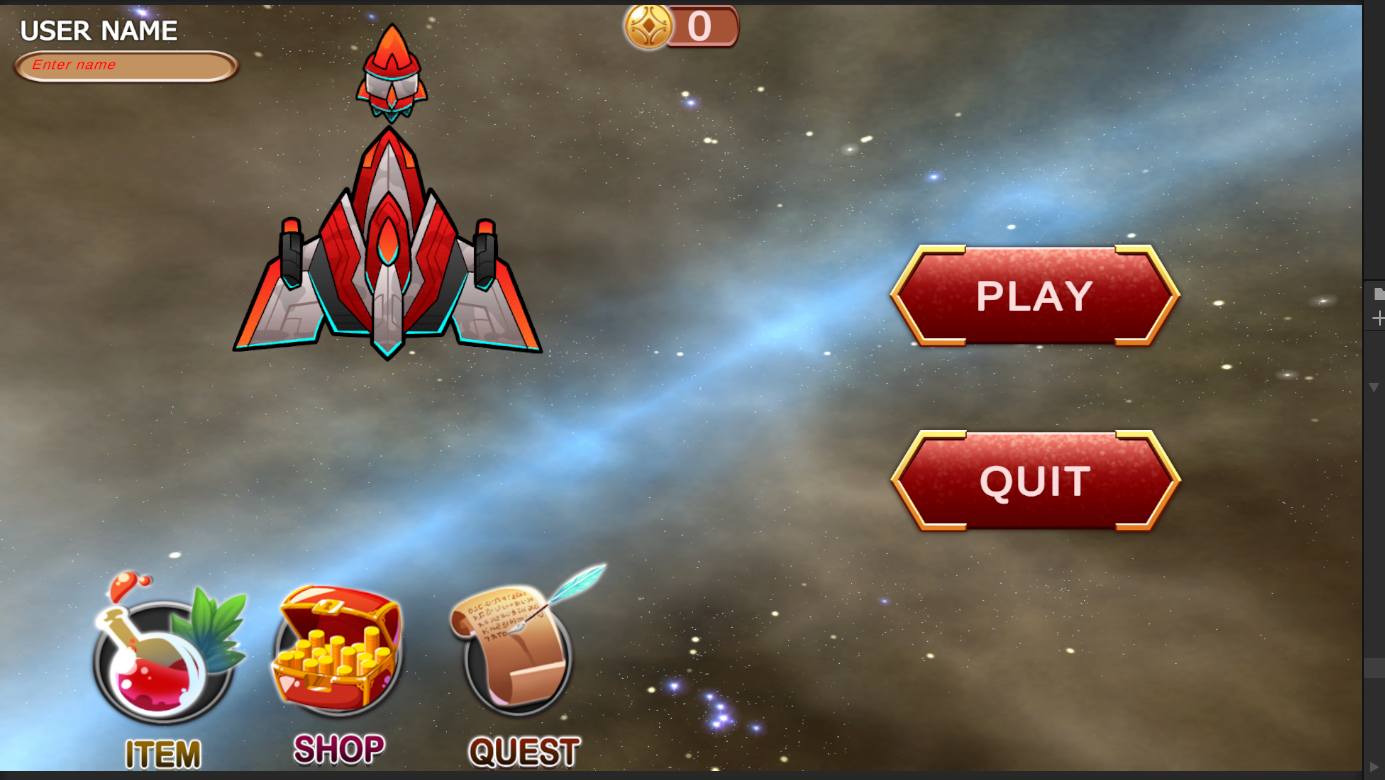 USER NAME
Enter name
0
PLAY
QUIT
ITEM
SHOP
QUEST